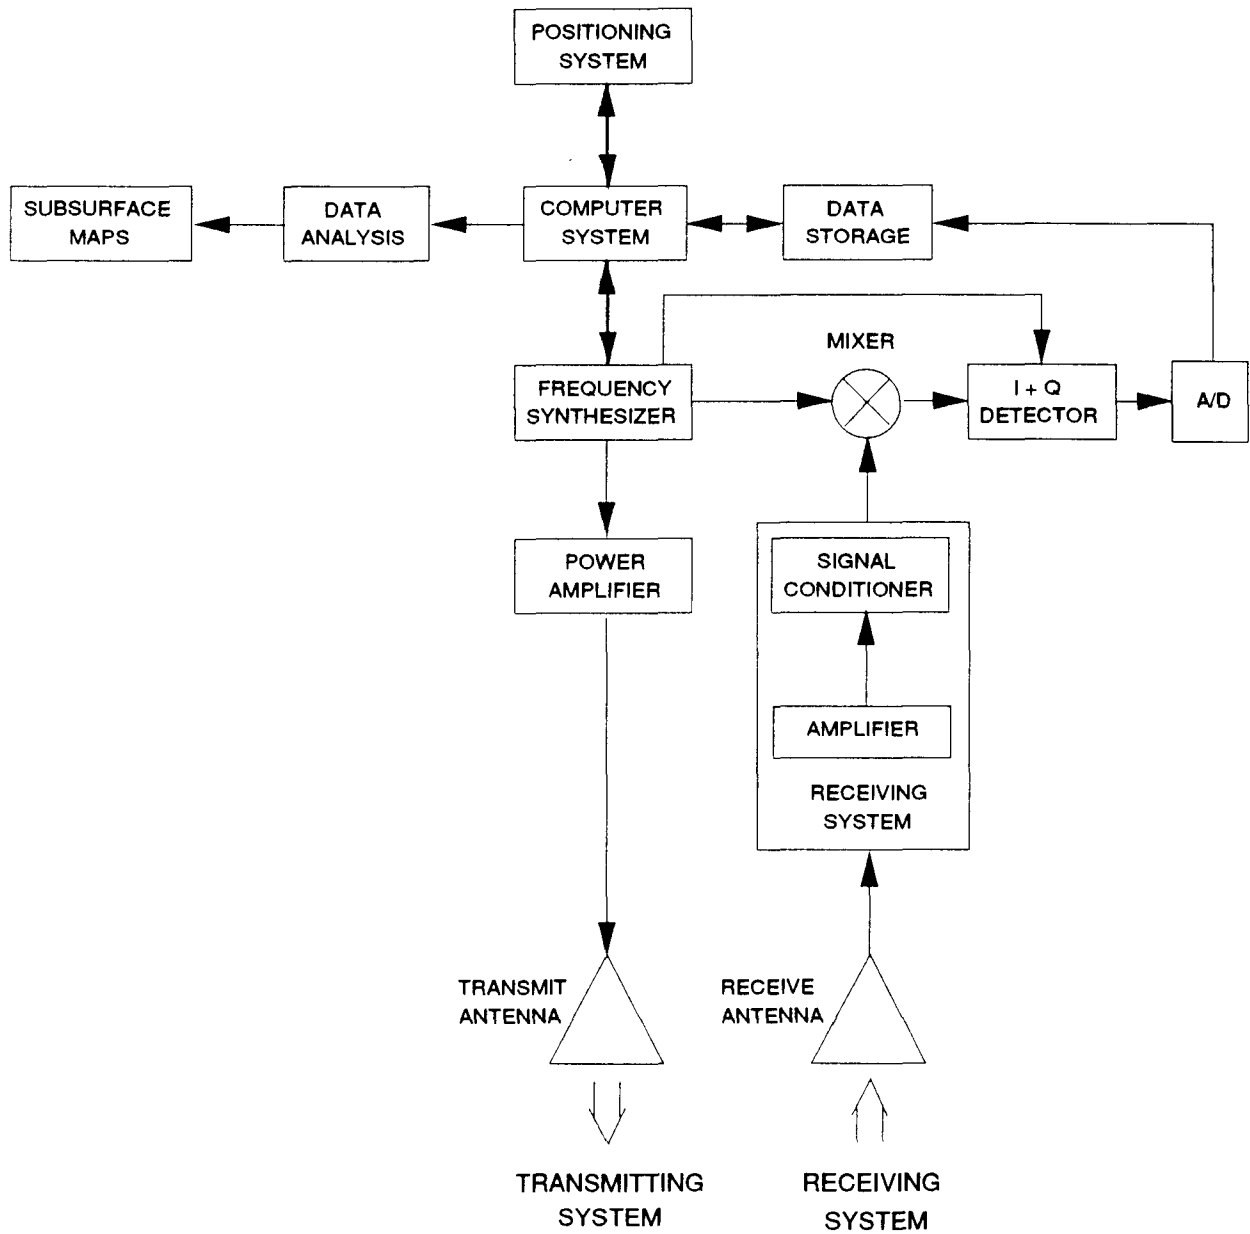 POSITIONING
SYSTEM
SUBSURFACE
MAPS
DATA
ANALYSIS
COMPUTER
SYSTEM
DATA
STORAGE
MIXER
FREQUENCY
SYNTHESIZER
I + Q
DETECTOR
A/D
POWER
AMPLIFIER
SIGNAL
CONDITIONER
AMPLIFIER
RECEIVING
SYSTEM
TRANSMIT
ANTENNA
RECEIVE
ANTENNA
TRANSMITTING
SYSTEM
RECEIVING
SYSTEM